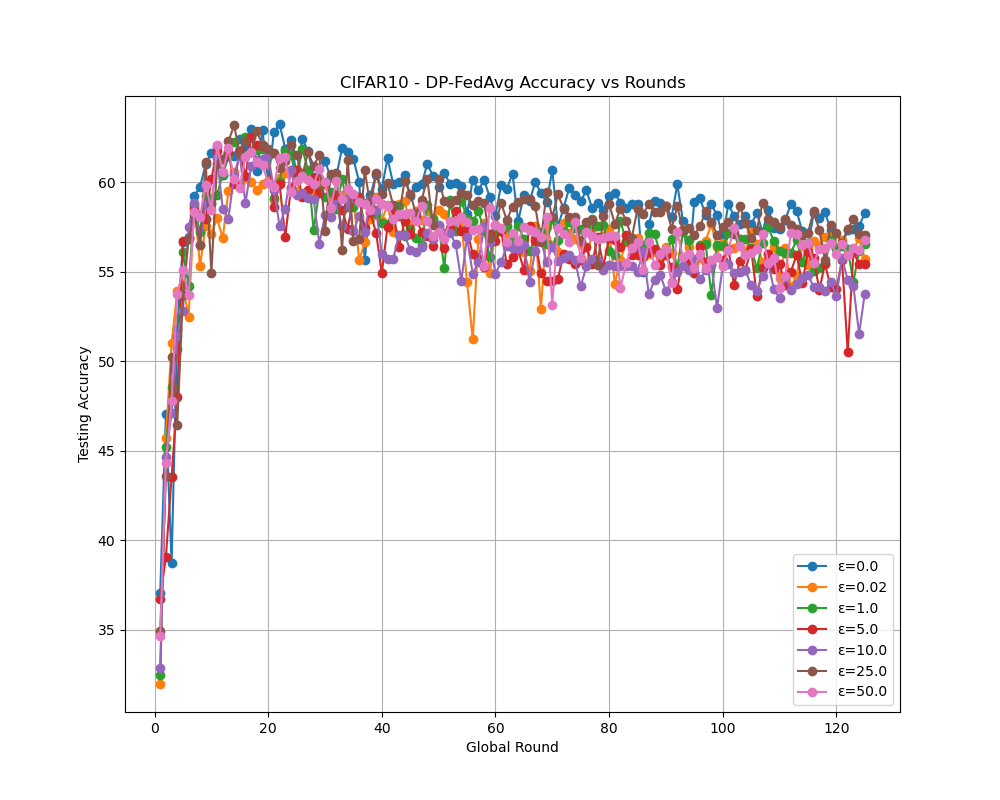 CIFAR10 - DP-FedAvg Accuracy vs Rounds
Testing Accuracy
60
55
50
45
40
35
0 20 40 60 80 100 120
Global Round
ε=0.0
ε=0.02
ε=1.0
ε=5.0
ε=10.0
ε=25.0
ε=50.0